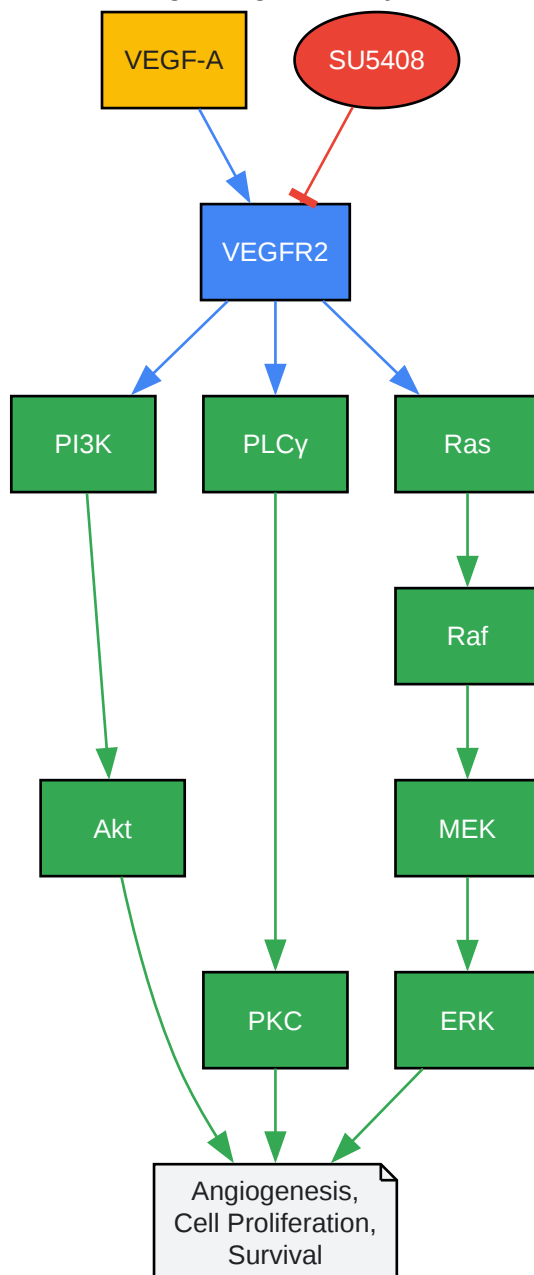 VEGF-A
SU5408
VEGFR2
PI3K
PLCγ
Ras
Raf
Akt
MEK
PKC
ERK
Angiogenesis,
Cell Proliferation,
Survival